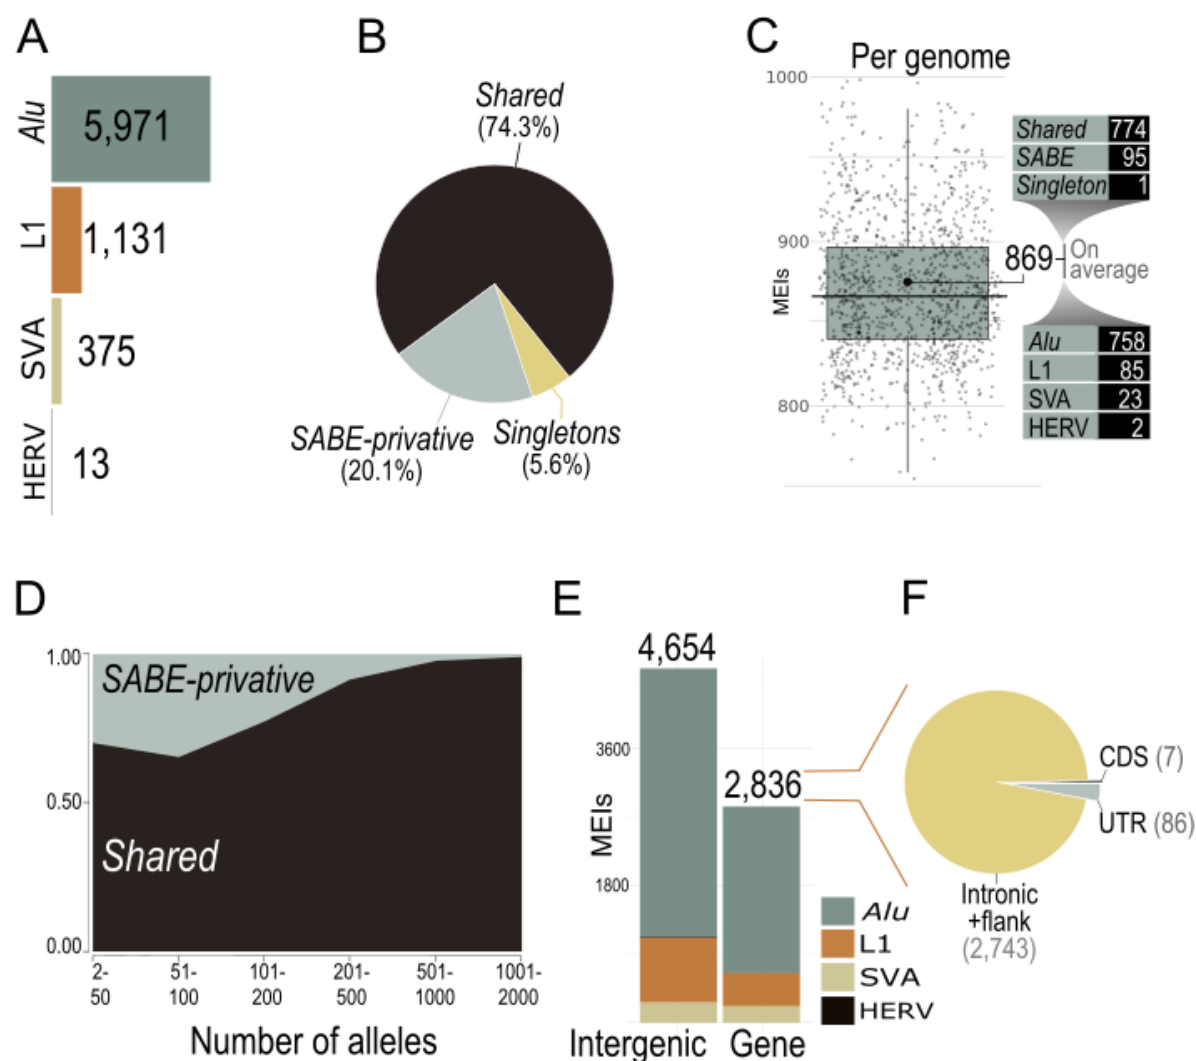 A
Alu
5,971
L1
1,131
SVA
375
HERV
13
B
Shared
(74.3%)
SABE-privative
(20.1%)
Singletons
(5.6%)
C
Per genome
1000
900
800
MEIs
Shared 774
SABE 95
Singleton 1
869
On
average
Alu 758
L1 85
SVA 23
HERV 2
D
1.00
0.50
0.00
SABE-privative
Shared
2-
50
51-
100
101-
200
201-
500
501-
1000
1001-
2000
Number of alleles
E
4,654
2,836
3600
1800
MEIs
Intergenic
Gene
Alu
L1
SVA
HERV
F
CDS (7)
UTR (86)
Intronic
+flank
(2,743)